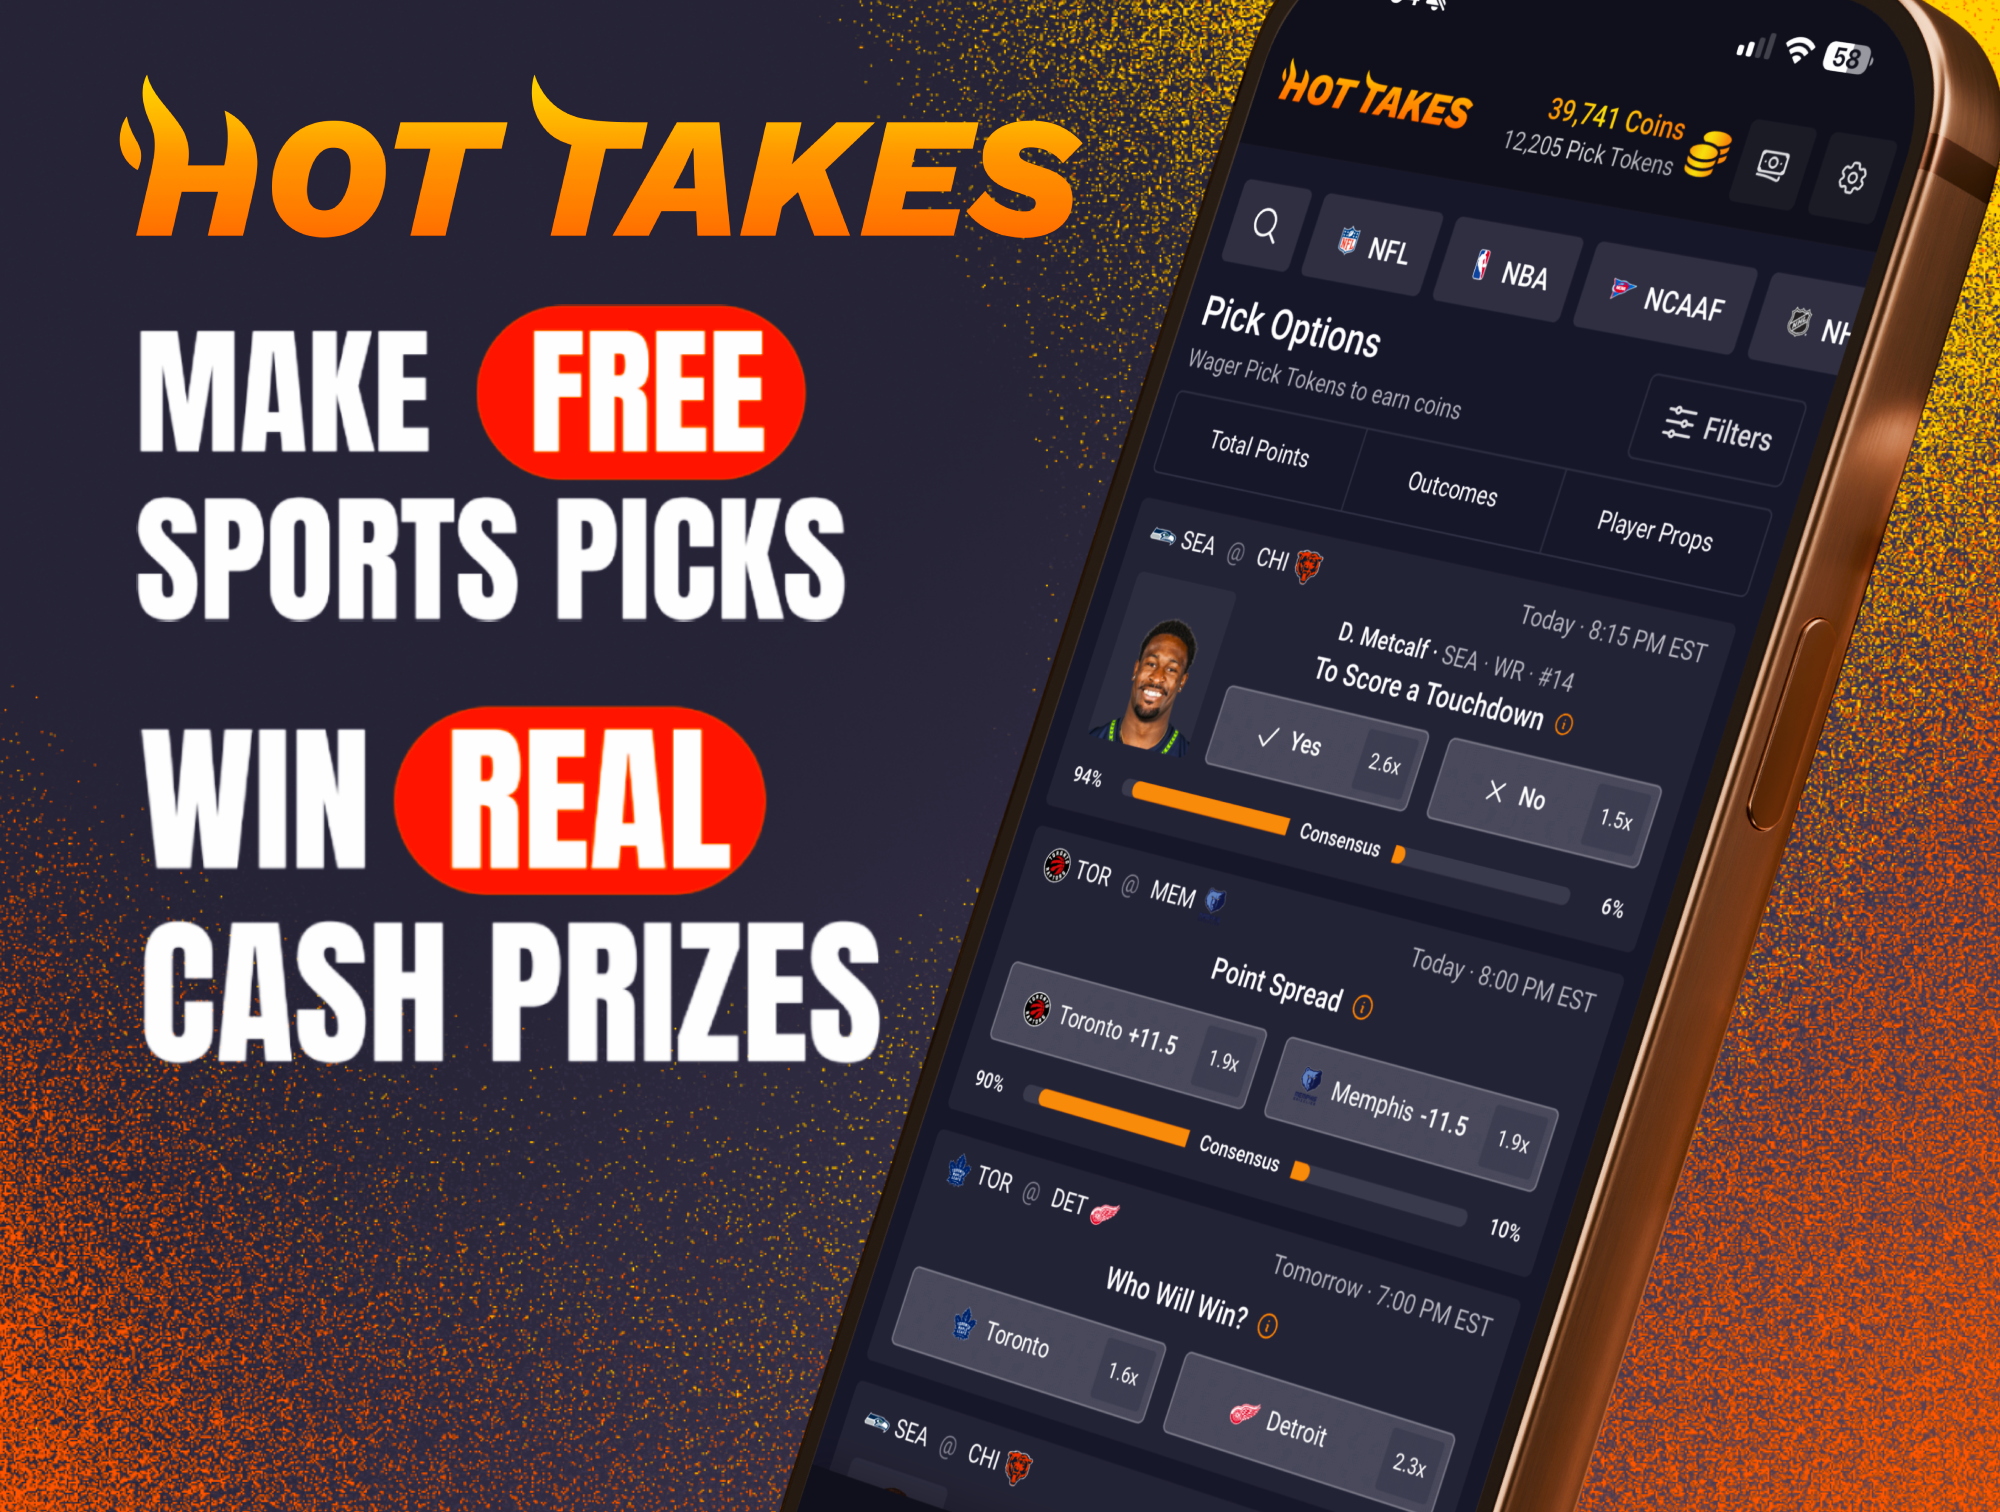 HOT TAKES
MAKE FREE
SPORTS PICKS
WIN REAL
CASH PRIZES
58
HOT TAKES
39,741 Coins
12,205 Pick Tokens
NFL
NBA
NCAAF
Pick Options
Wager Pick Tokens to earn coins
Filters
Total Points
Outcomes
Player Props
SEA @ CHI
Today · 8:15 PM EST
D. Metcalf · SEA · WR · #14
To Score a Touchdown
Yes 2.6x
No 1.5x
94% Consensus 6%
TOR @ MEM
Today · 8:00 PM EST
Point Spread
Toronto +11.5 1.9x
Memphis -11.5 1.9x
90% Consensus 10%
TOR @ DET
Tomorrow · 7:00 PM EST
Who Will Win?
Toronto 1.6x
Detroit 2.3x
SEA @ CHI